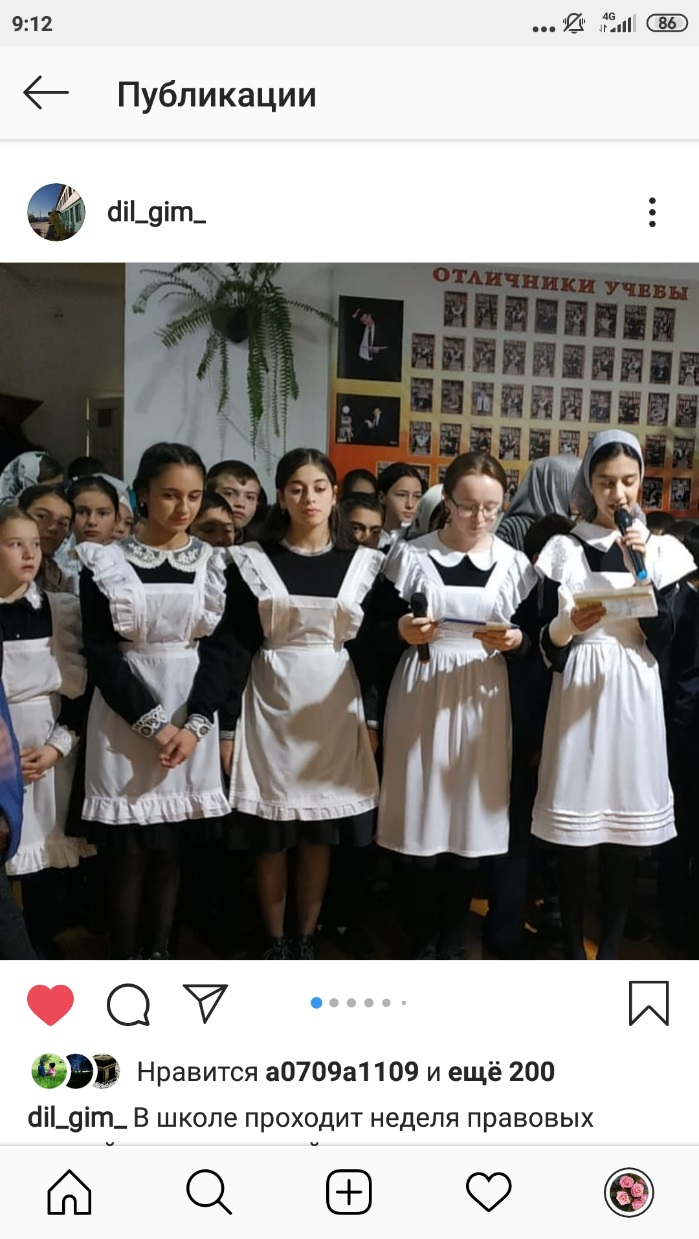 9:12
4G
86
Публикации
dil_gim_
ОТЛИЧНИКИ УЧЕБЫ
Нравится a0709a1109 и ещё 200
dil_gim_ В школе проходит неделя правовых